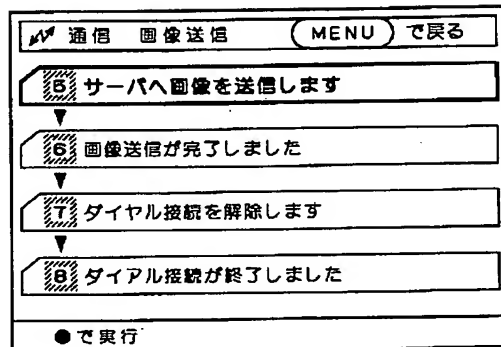 通信 画像送信 MENU で戻る
5 サーバへ画像を送信します
6 画像送信が完了しました
7 ダイヤル接続を解除します
8 ダイアル接続が終了しました
●で実行